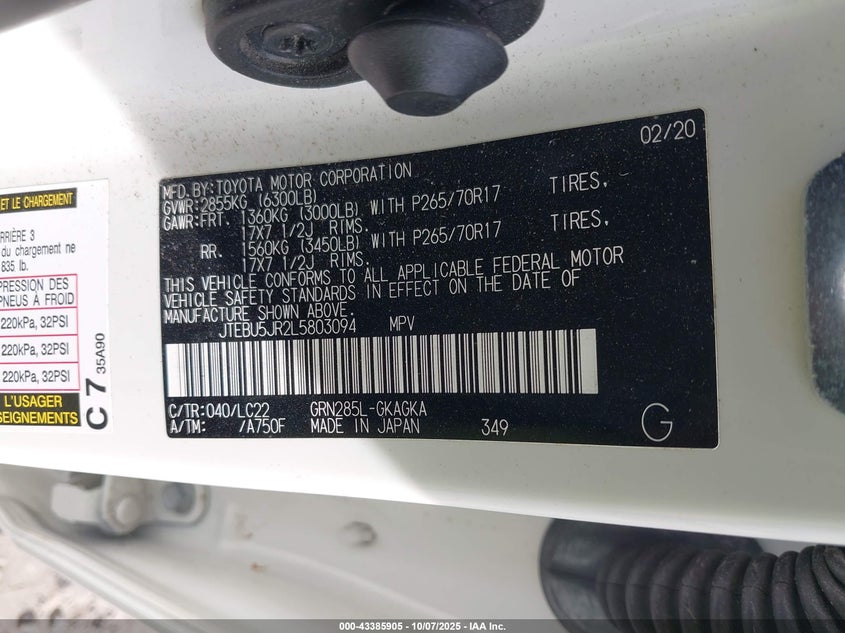 ET LE CHARGEMENT
RRIÈRE 3
du chargement ne
635 lb.
PRESSION DES
PNEUS À FROID
220kPa, 32PSI
220kPa, 32PSI
220kPa, 32PSI
L'USAGER
SEIGNEMENTS
C 7 35A90
02/20
MFD. BY: TOYOTA MOTOR CORPORATION
GVWR: 2855KG (6300LB)
GAWR: FRT. 1360KG (3000LB) WITH P265/70R17 TIRES,
17X7 1/2J RIMS.
RR. 1560KG (3450LB) WITH P265/70R17 TIRES,
17X7 1/2J RIMS.
THIS VEHICLE CONFORMS TO ALL APPLICABLE FEDERAL MOTOR
VEHICLE SAFETY STANDARDS IN EFFECT ON THE DATE OF
MANUFACTURE SHOWN ABOVE.
JTEBU5JR2L5803094 MPV
C/TR: 040/LC22 GRN285L-GKAGKA
A/TM: /A750F MADE IN JAPAN 349
G
000-43385905 - 10/07/2025 - IAA Inc.